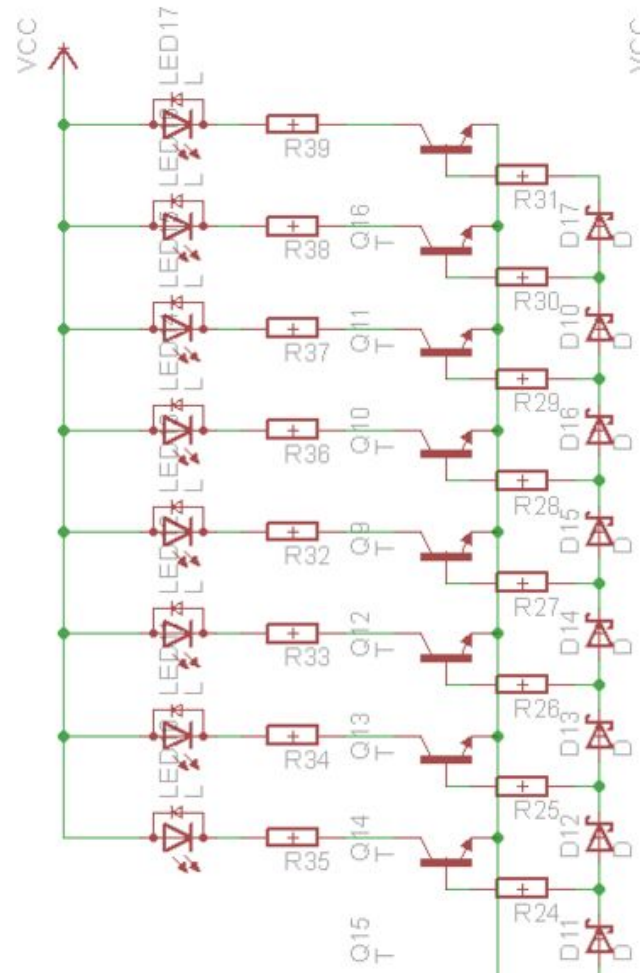 VCC
LED17
VCC
L
R39
R31
D17
D
L
R38
Q16
T
R30
D10
D
L
R37
Q11
T
R29
D16
D
L
R36
Q10
T
R28
D15
D
L
R32
Q9
T
R27
D14
D
L
R33
Q12
T
R26
D13
D
L
R34
Q13
T
R25
D12
D
L
R35
Q14
T
R24
D11
D
Q15
T